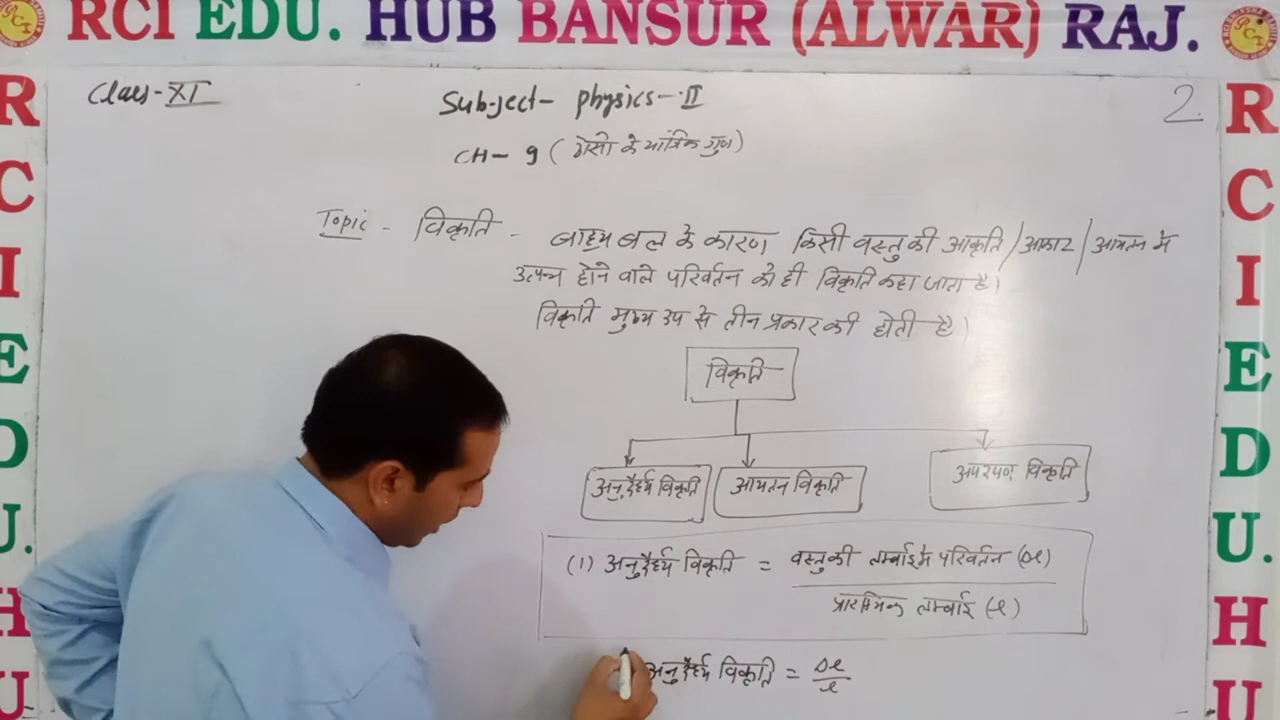 RCI EDU. HUB BANSUR (ALWAR) RAJ.
Class-XI
Subject- Physics-II
2.
CH- 9 (ठोसो के यांत्रिक गुण)
Topic - विकृति - बाह्य बल के कारण किसी वस्तु की आकृति/आकार/आयतन मे
उत्पन्न होने वाले परिवर्तन को ही विकृति कहा जाता है।
विकृति मुख्य रुप से तीन प्रकार की होती है।
विकृति
अनुदैर्ध्य विकृति
आयतन विकृति
अपरुपण विकृति
(1) अनुदैर्ध्य विकृति = वस्तु की लम्बाई मे परिवर्तन (Δl)
प्रारम्भिक लम्बाई (l)
अनुदैर्ध्य विकृति = Δl
l
R
C
I
E
D
U.
H
U
R
C
I
E
D
U.
H
U